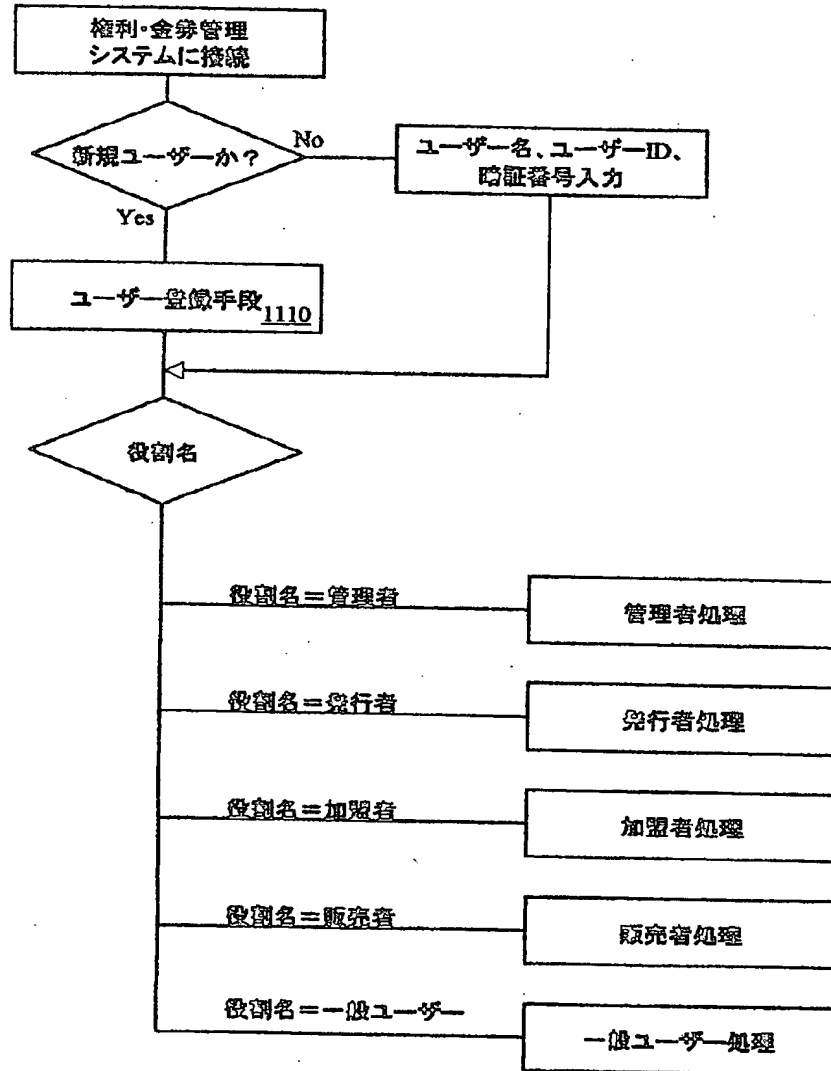 権利・金券管理
システムに接続
新規ユーザーか？
No
ユーザー名、ユーザーID、
暗証番号入力
Yes
ユーザー登録手段
1110
役割名
役割名＝管理者
管理者処理
役割名＝発行者
発行者処理
役割名＝加盟者
加盟者処理
役割名＝販売者
販売者処理
役割名＝一般ユーザー
一般ユーザー処理